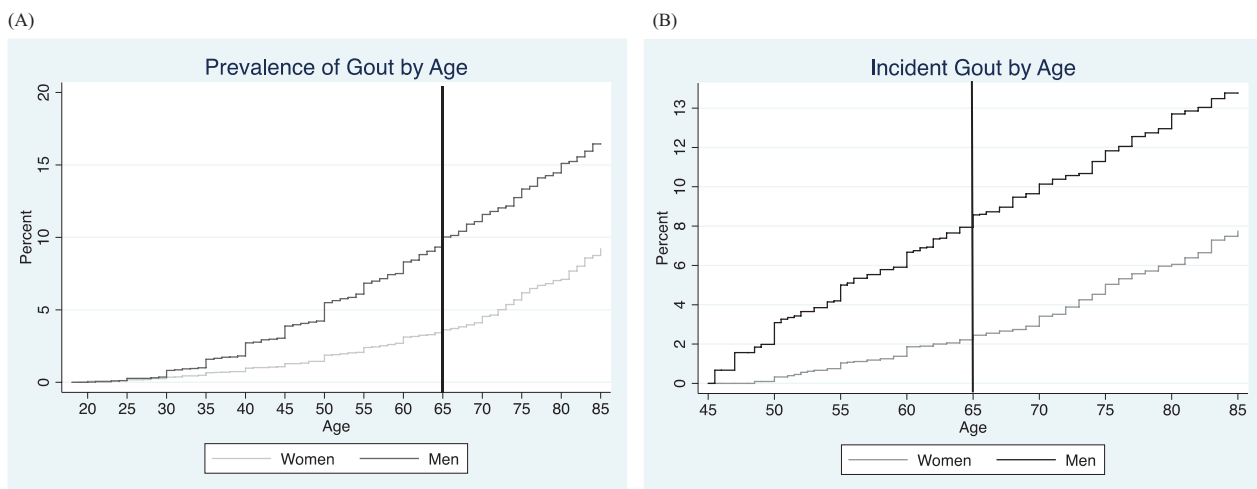 (A)
Prevalence of Gout by Age
20
15
10
5
0
Percent
20 25 30 35 40 45 50 55 60 65 70 75 80 85
Age
Women Men
(B)
Incident Gout by Age
13
12
10
8
6
4
2
0
Percent
45 50 55 60 65 70 75 80 85
Age
Women Men